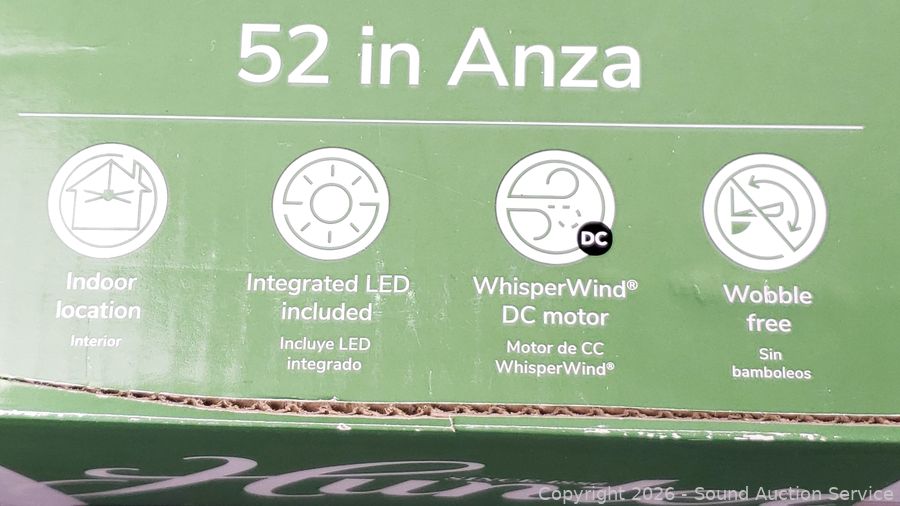 52 in Anza
DC
Indoor
location
Interior
Integrated LED
included
Incluye LED
integrado
WhisperWind®
DC motor
Motor de CC
WhisperWind®
Wobble
free
Sin
bamboleos
Copyright 2026 - Sound Auction Service